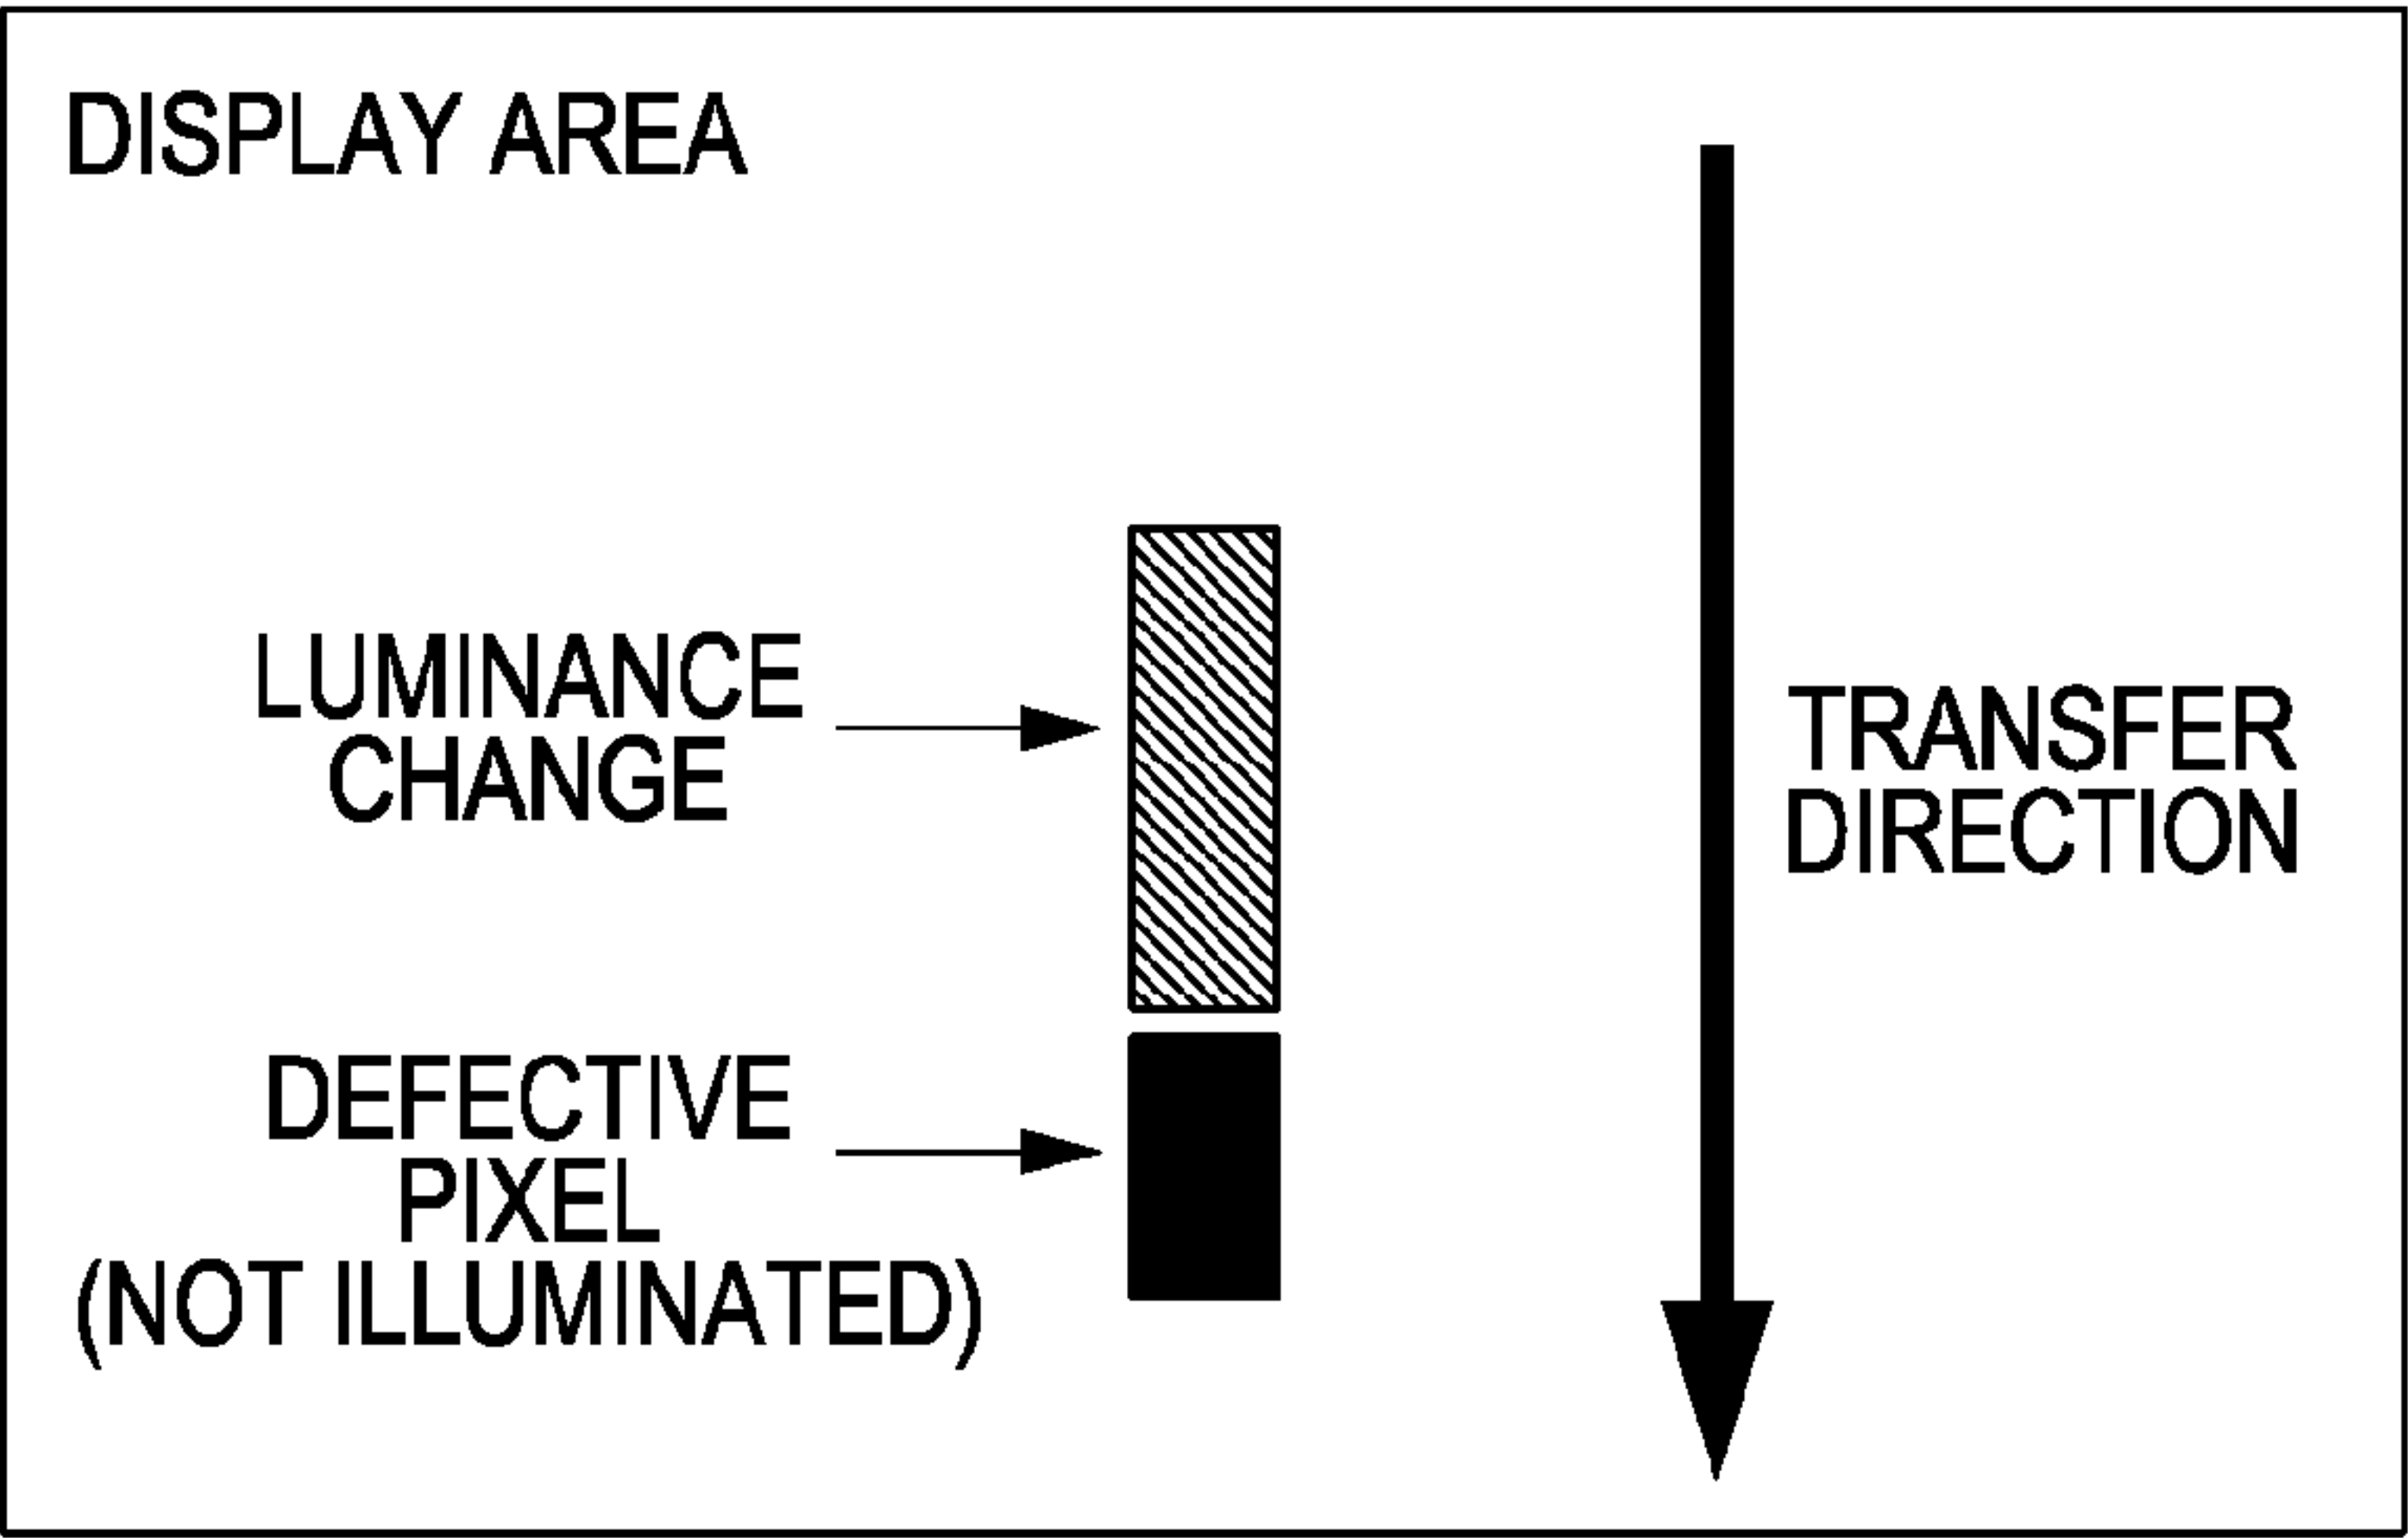 DISPLAY AREA
LUMINANCE
CHANGE
TRANSFER
DIRECTION
DEFECTIVE
PIXEL
(NOT ILLUMINATED)